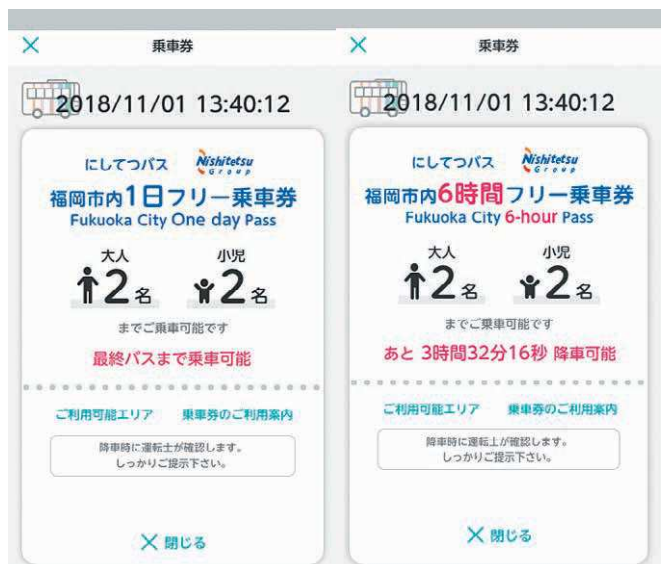 乗車券
2018/11/01 13:40:12
にしてつバス Nishitetsu Group
福岡市内1日フリー乗車券
Fukuoka City One day Pass
大人 小児
2名 2名
までご乗車可能です
最終バスまで乗車可能
ご利用可能エリア 乗車券のご利用案内
降車時に運転士が確認します。
しっかりご提示下さい。
閉じる
乗車券
2018/11/01 13:40:12
にしてつバス Nishitetsu Group
福岡市内6時間フリー乗車券
Fukuoka City 6-hour Pass
大人 小児
2名 2名
までご乗車可能です
あと 3時間32分16秒 降車可能
ご利用可能エリア 乗車券のご利用案内
降車時に運転士が確認します。
しっかりご提示下さい。
閉じる